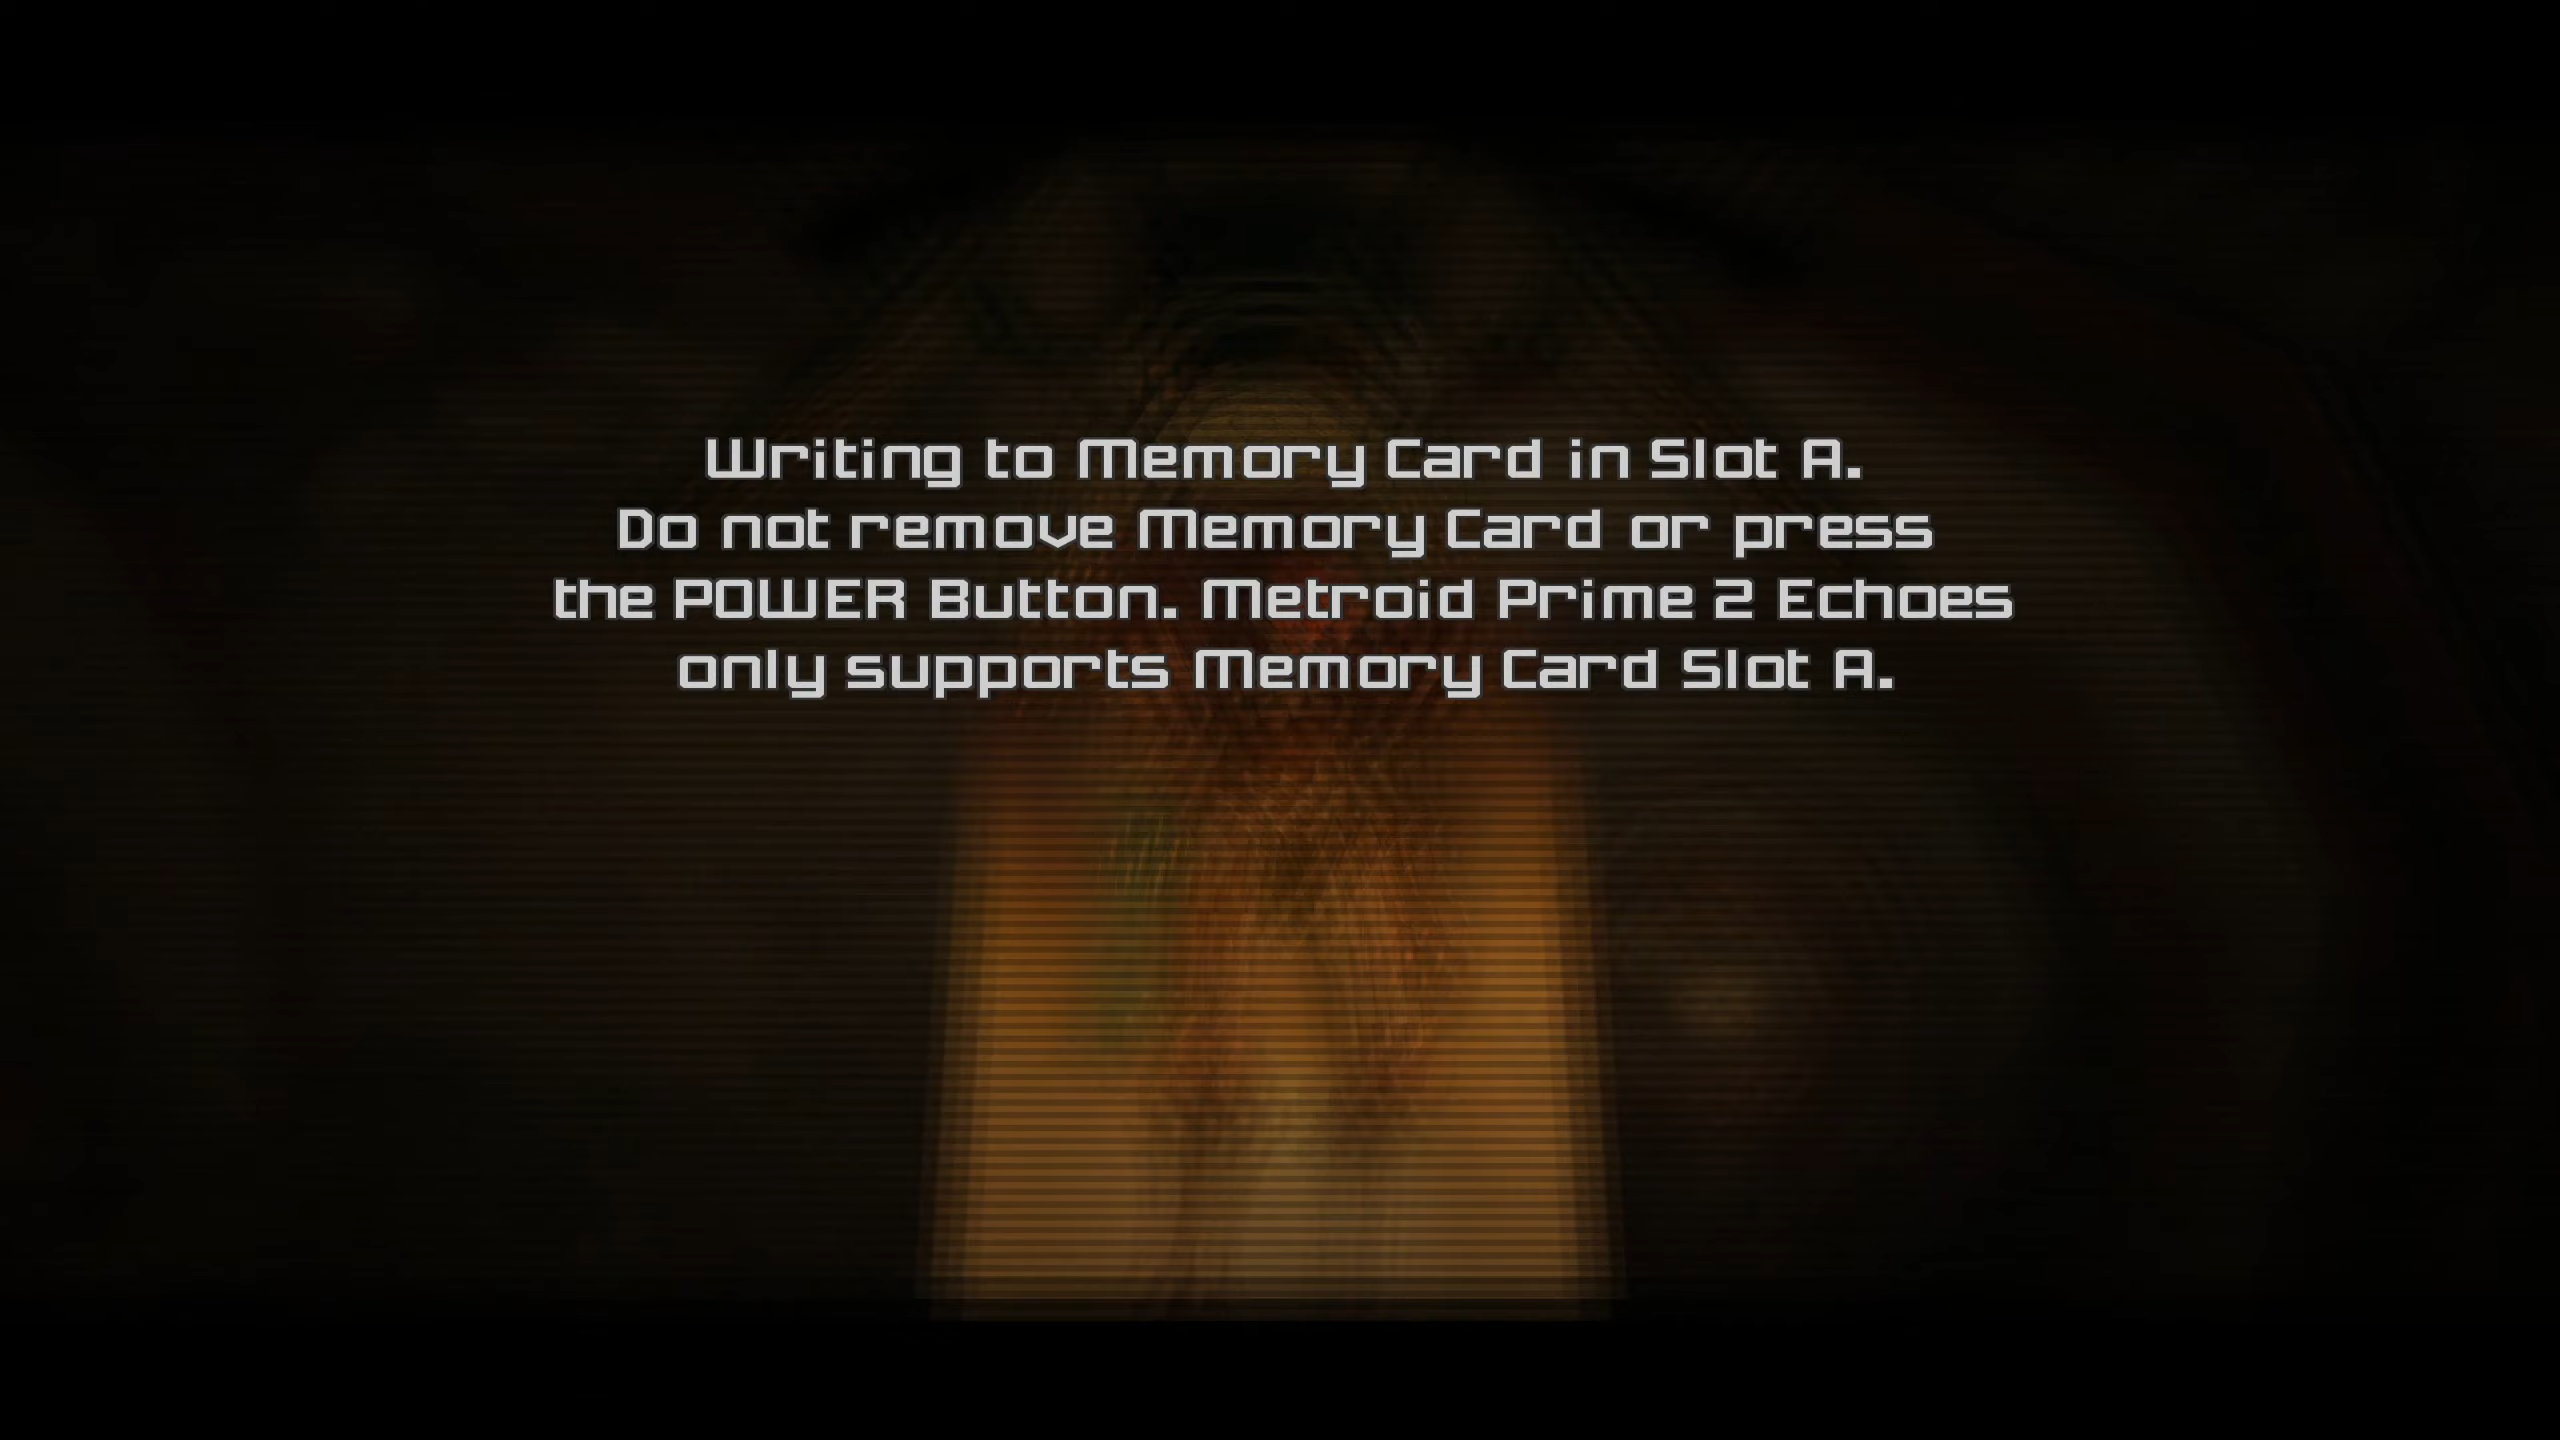 Writing to Memory Card in Slot A.
Do not remove Memory Card or press
the POWER Button. Metroid Prime 2 Echoes
only supports Memory Card Slot A.